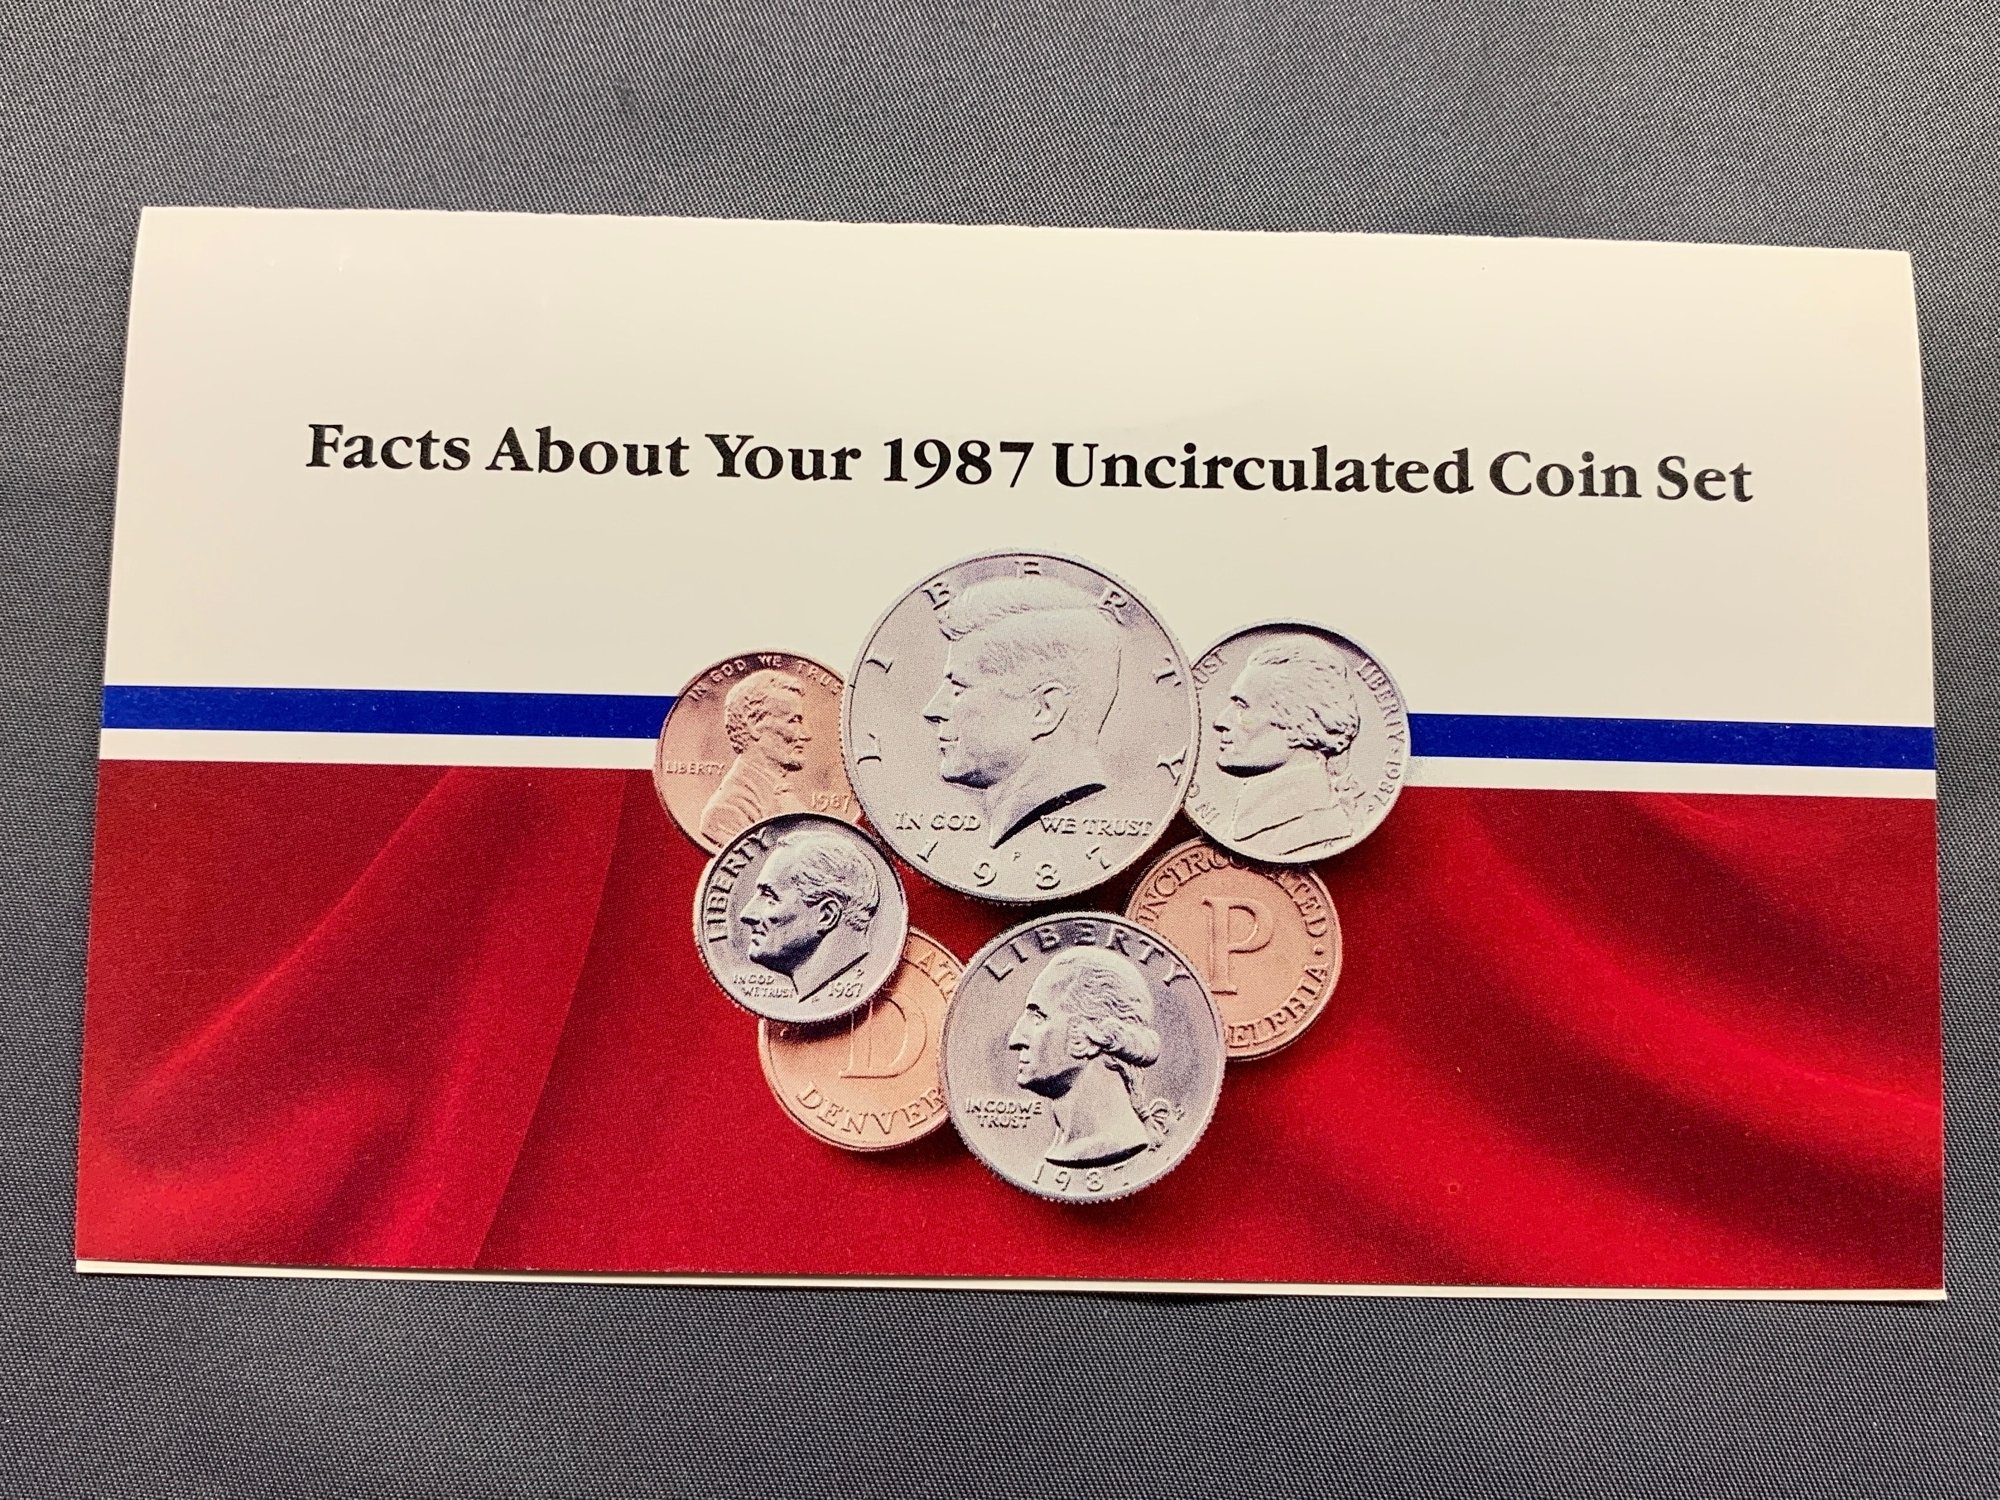 Facts About Your 1987 Uncirculated Coin Set
LIBERTY
IN GOD WE TRUST
1987
P
IN GOD WE TRUS
LIBERTY
1987
LIBERTY · 1987
LIBERTY
IN GOD
WE TRUST
P
1987
UNCIRCULATED ·
P
DENVER
D
LIBERTY
IN GOD WE
TRUST
1987